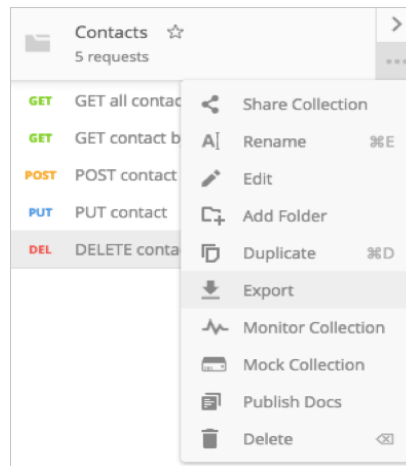 Contacts
5 requests
GET GET all contac
GET GET contact b
POST POST contact
PUT PUT contact
DEL DELETE conta
Share Collection
Rename ⌘E
Edit
Add Folder
Duplicate ⌘D
Export
Monitor Collection
Mock Collection
Publish Docs
Delete ⌫